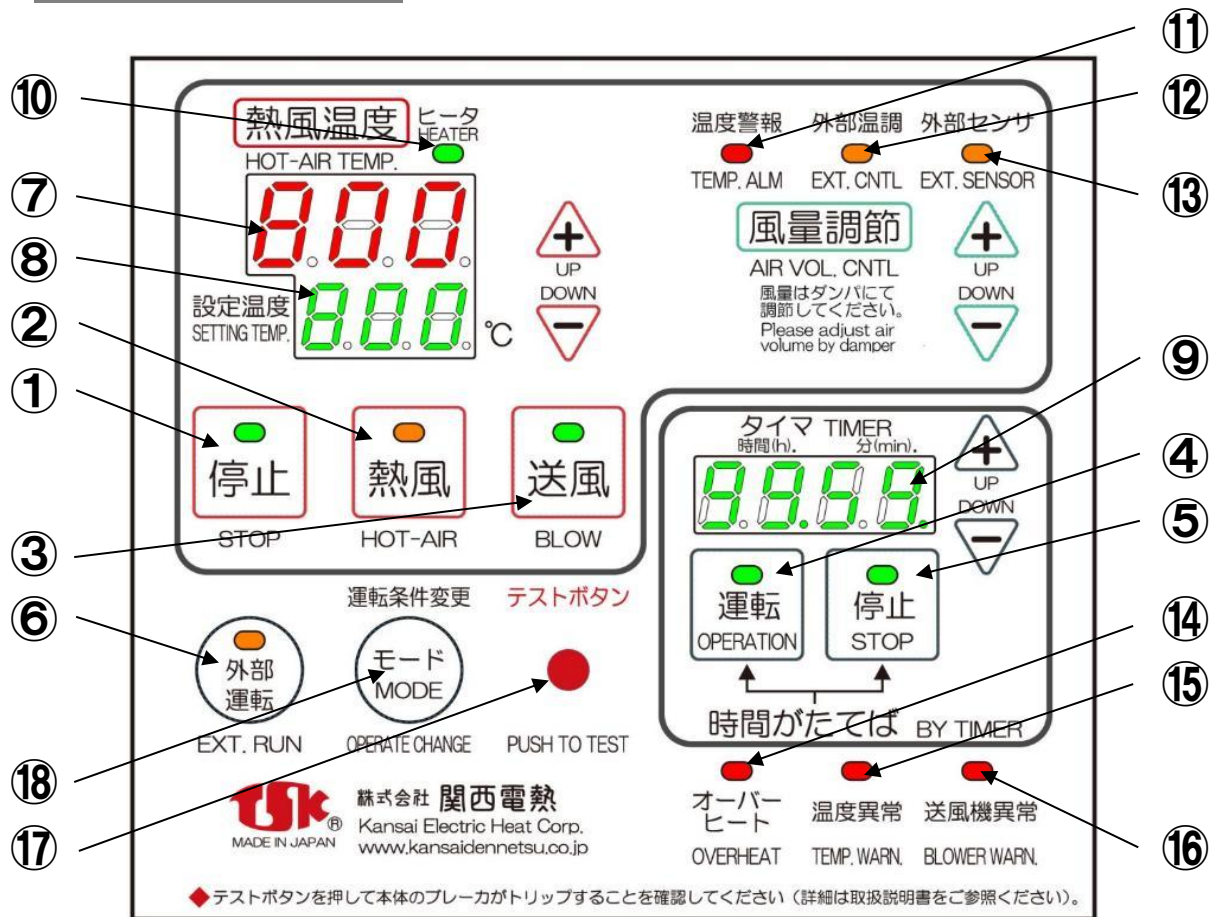 ⑪
⑩
熱風温度
ヒータ
HEATER
HOT-AIR TEMP.
温度警報 外部温調 外部センサ
⑫
TEMP. ALM EXT. CNTL EXT. SENSOR
⑬
⑦
8.0.0.
+
UP
DOWN
−
風量調節
AIR VOL. CNTL
風量はダンパにて
調節してください。
Please adjust air
volume by damper
+
UP
DOWN
−
⑧
設定温度
SETTING TEMP.
8.0.0.
℃
②
①
停止
STOP
熱風
HOT-AIR
送風
BLOW
③
⑨
タイマ TIMER
時間(h). 分(min).
99.59.
+
UP
DOWN
−
④
⑤
運転
OPERATION
停止
STOP
時間がたてば BY TIMER
⑥
外部
運転
EXT. RUN
運転条件変更
モード
MODE
OPERATE CHANGE
テストボタン
PUSH TO TEST
⑭
⑮
⑱
⑰
TSK ®
MADE IN JAPAN
株式会社 関西電熱
Kansai Electric Heat Corp.
www.kansaidennetsu.co.jp
オーバー
ヒート
OVERHEAT
温度異常
TEMP. WARN.
送風機異常
BLOWER WARN.
⑯
◆テストボタンを押して本体のブレーカがトリップすることを確認してください（詳細は取扱説明書をご参照ください）。